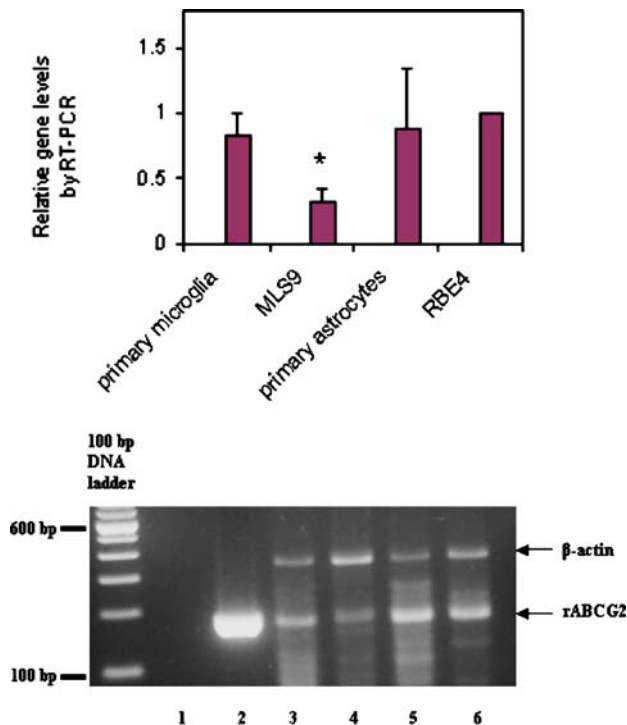 Relative gene levels
by RT-PCR
1.5
1
0.5
0
*
primary microglia
MLS9
primary astrocytes
RBE4
100 bp
DNA
ladder
600 bp
100 bp
β-actin
rABCG2
1 2 3 4 5 6